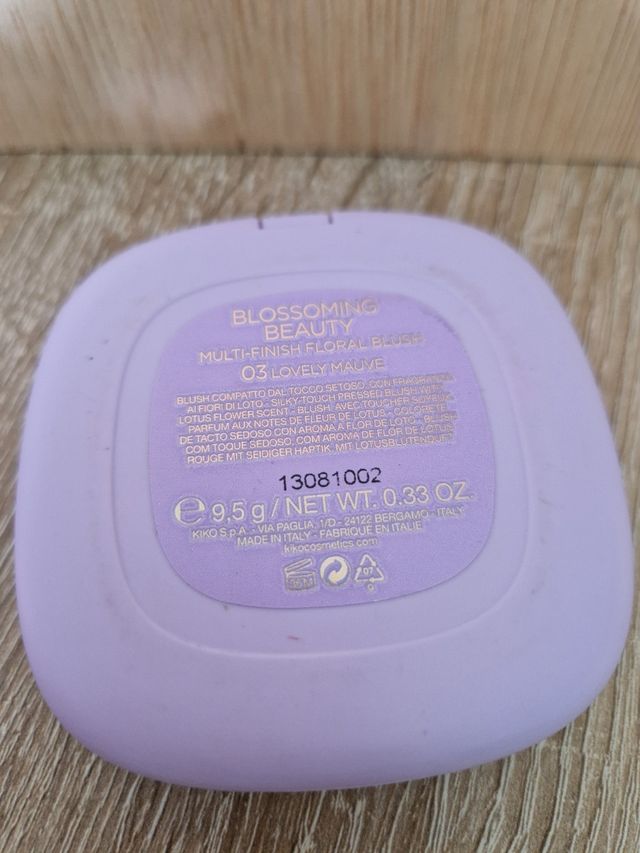 BLOSSOMING
BEAUTY
MULTI-FINISH FLORAL BLUSH
03 LOVELY MAUVE
BLUSH COMPATTO DAL TOCCO SETOSO, CON FRAGRANZA
AI FIORI DI LOTO - SILKY-TOUCH PRESSED BLUSH WITH
LOTUS FLOWER SCENT - BLUSH, AVEC TOUCHER SOYEUX,
PARFUM AUX NOTES DE FLEUR DE LOTUS - COLORETE
DE TACTO SEDOSO CON AROMA A FLOR DE LOTO - BLUSH
COM TOQUE SEDOSO, COM AROMA DE FLOR DE LOTUS
ROUGE MIT SEIDIGER HAPTIK, MIT LOTUSBLUTENDUFT
13081002
e 9,5 g / NET WT. 0.33 OZ.
KIKO S.p.A. - VIA PAGLIA, 1/D - 24122 BERGAMO - ITALY
MADE IN ITALY - FABRIQUE EN ITALIE
kikocosmetics.com
07